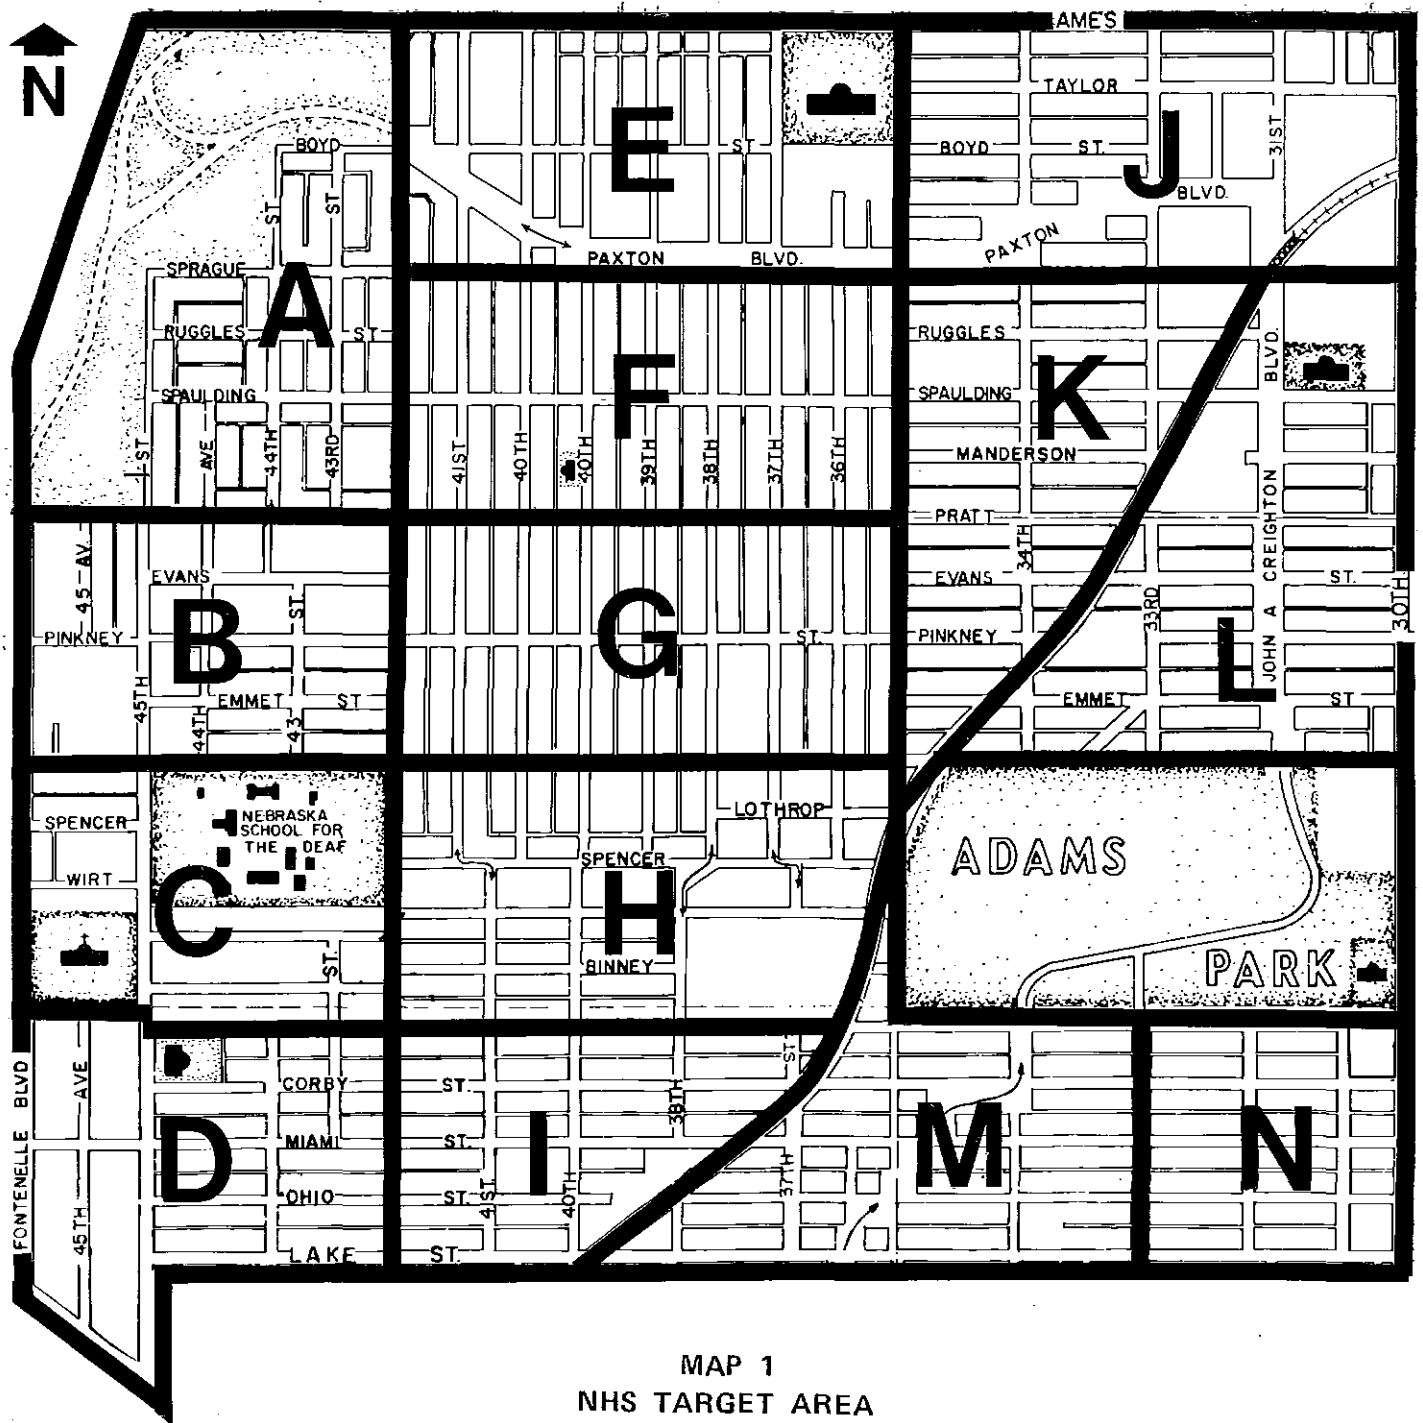 AMES
N
TAYLOR
E
J
31ST
BOYD
ST.
BOYD
ST.
ST
ST
BLVD.
PAXTON
PAXTON
BLVD.
SPRAGUE
A
RUGGLES
ST
RUGGLES
BLVD.
F
K
SPAULDING
SPAULDING
ST
AVE
44TH
43RD
41ST
40TH
40TH
39TH
38TH
37TH
36TH
MANDERSON
PRATT
34TH
JOHN A CREIGHTON
45 AV
EVANS
EVANS
ST.
ST.
B
G
33RD
30TH
PINKNEY
ST.
PINKNEY
L
45TH
44TH
EMMET
ST
43
EMMET
ST
NEBRASKA
SCHOOL FOR
THE DEAF
LOTHROP
SPENCER
SPENCER
ADAMS
WIRT
C
H
ST.
BINNEY
PARK
FONTENELLE BLVD
AVE
ST
CORBY
ST.
38TH
D
I
M
N
MIAMI
ST.
37TH
OHIO
ST.
41ST
40TH
45TH
LAKE
ST.
MAP 1
NHS TARGET AREA